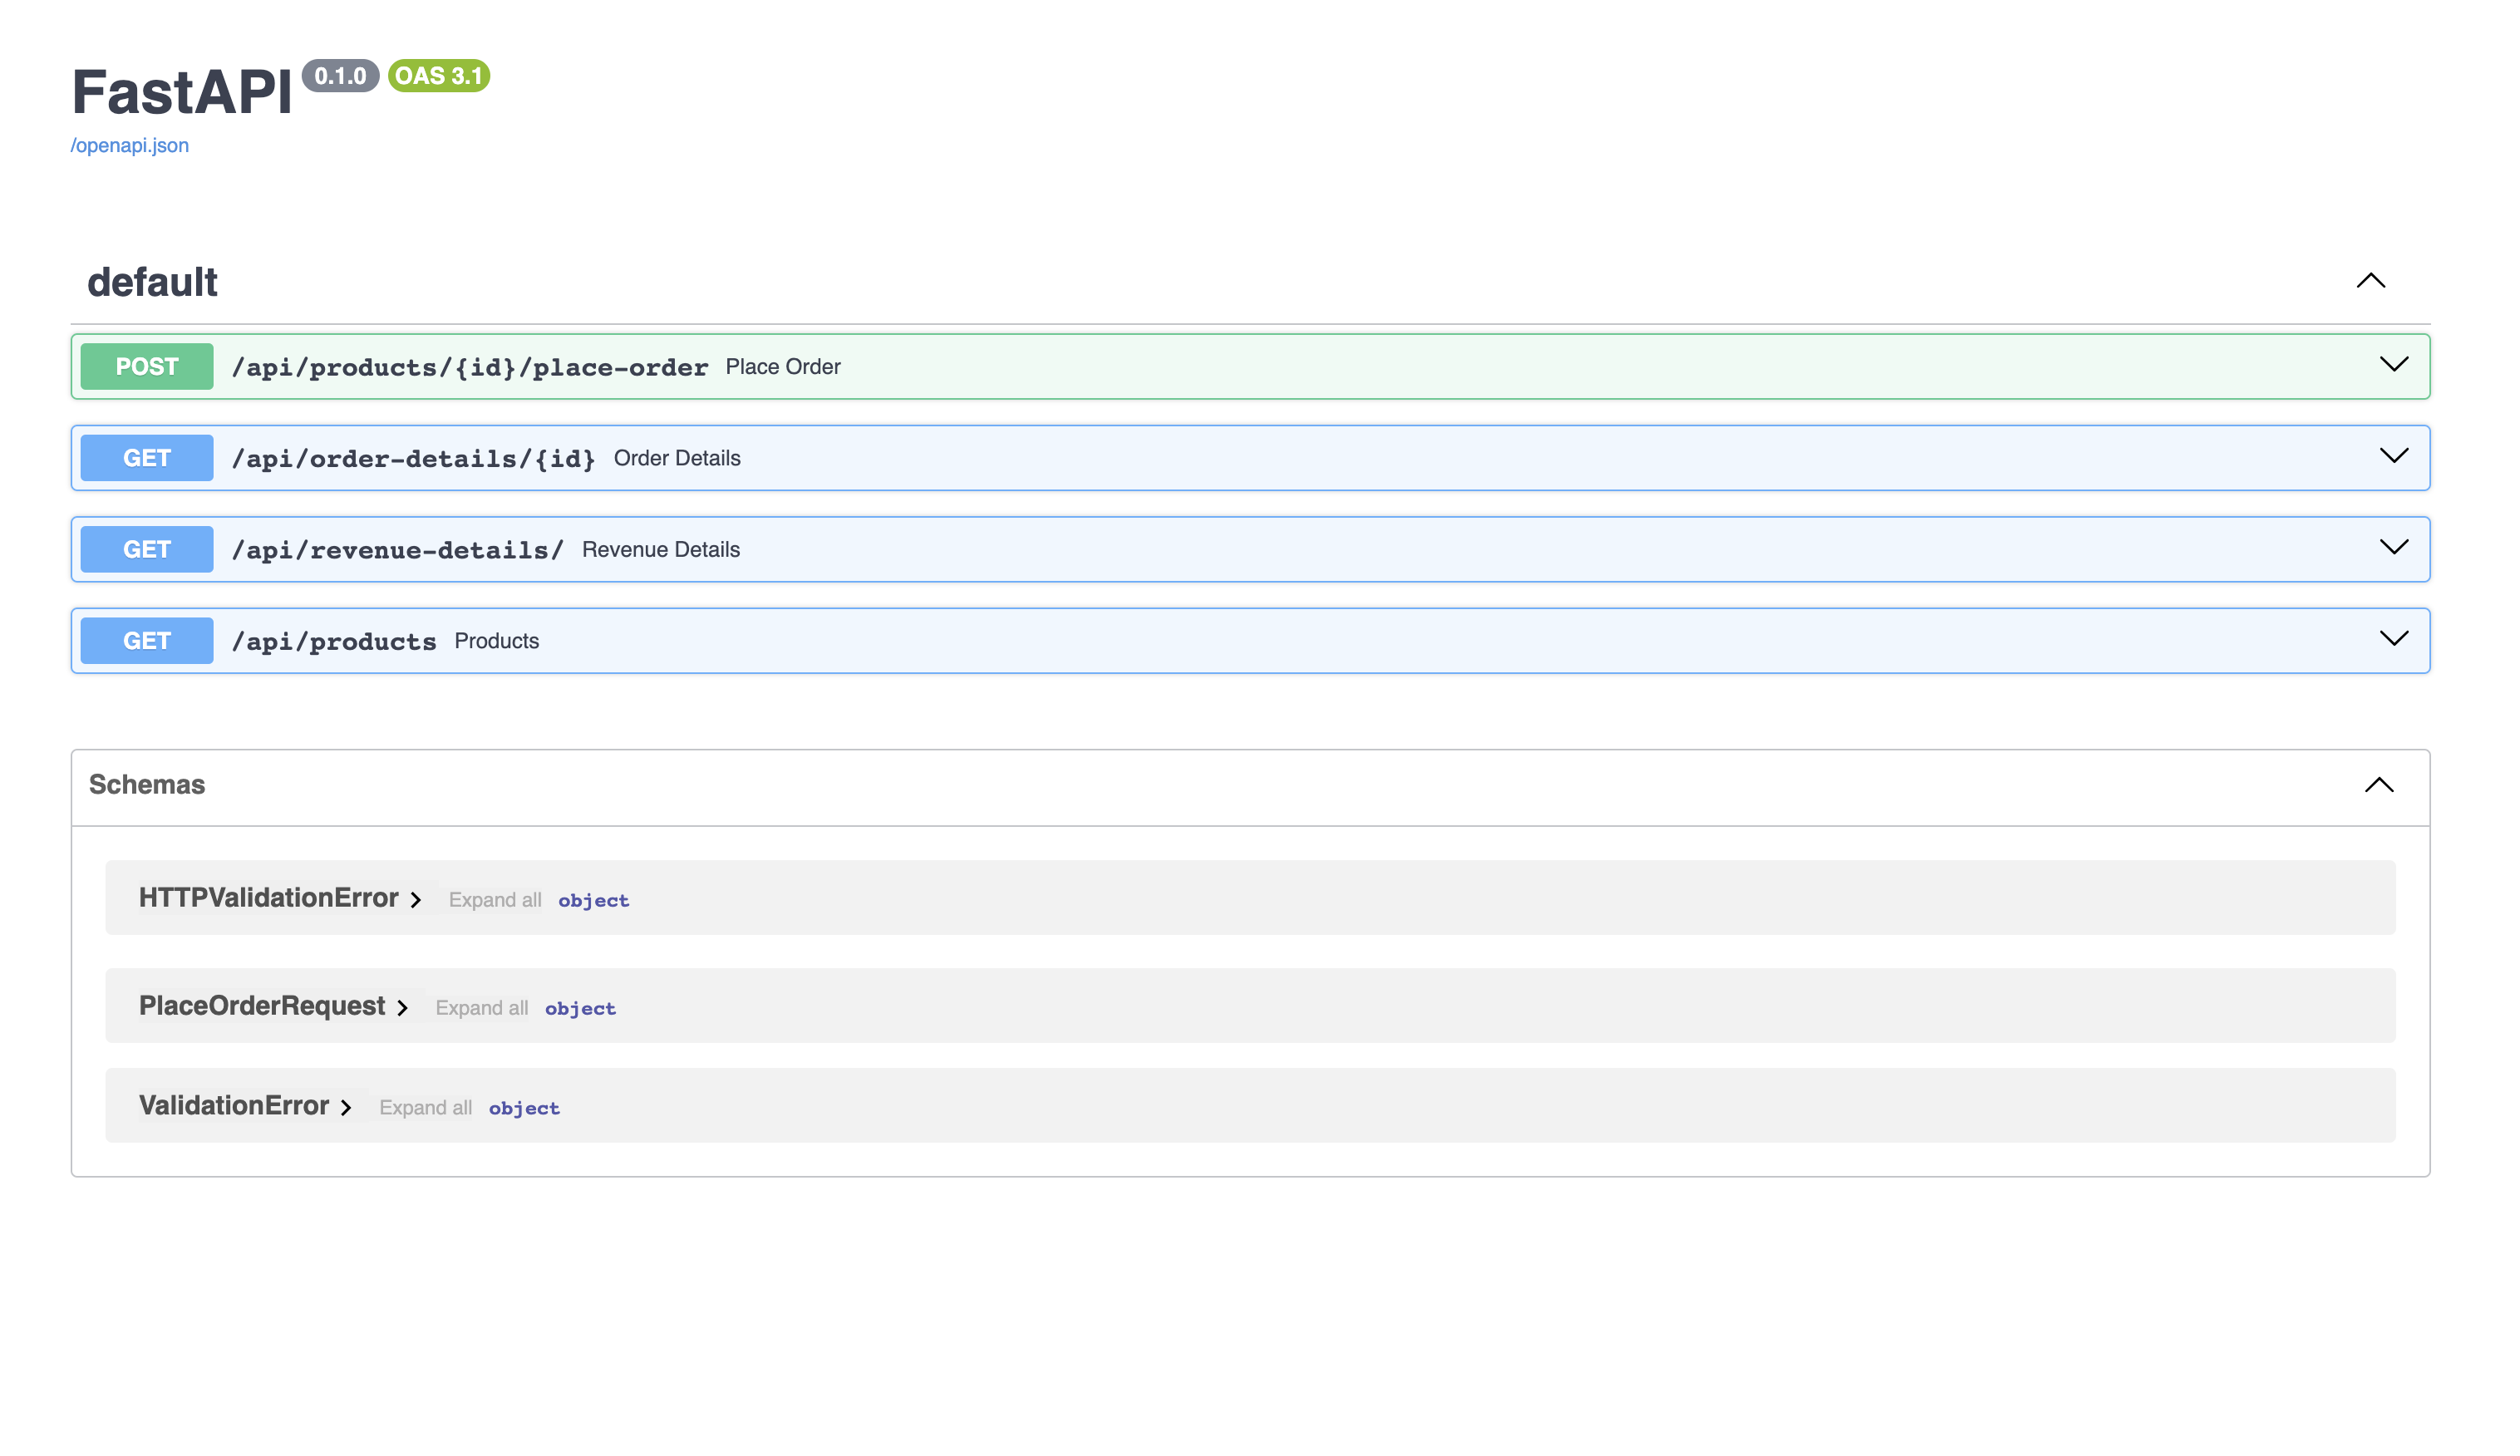 FastAPI 0.1.0 OAS 3.1
/openapi.json
default
POST /api/products/{id}/place-order Place Order
GET /api/order-details/{id} Order Details
GET /api/revenue-details/ Revenue Details
GET /api/products Products
Schemas
HTTPValidationError Expand all object
PlaceOrderRequest Expand all object
ValidationError Expand all object